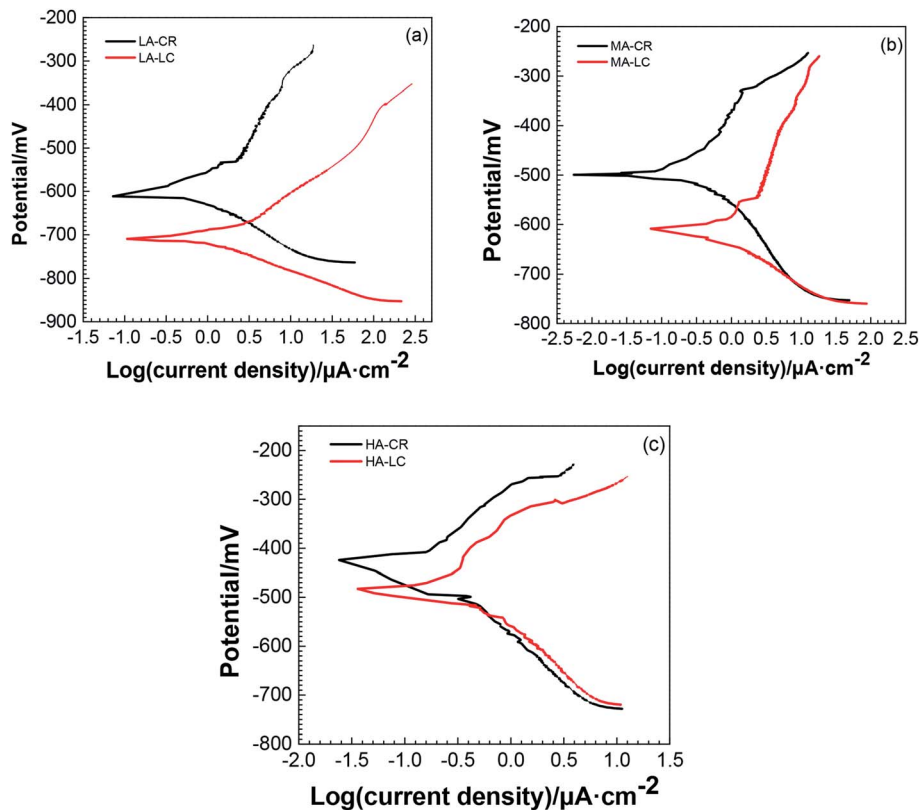 (a)
LA-CR
LA-LC
-200
-300
-400
-500
-600
-700
-800
-900
Potential/mV
-1.5 -1.0 -0.5 0.0 0.5 1.0 1.5 2.0 2.5
Log(current density)/μA·cm-2
(b)
MA-CR
MA-LC
-200
-300
-400
-500
-600
-700
-800
Potential/mV
-2.5 -2.0 -1.5 -1.0 -0.5 0.0 0.5 1.0 1.5 2.0 2.5
Log(current density)/μA·cm-2
(c)
HA-CR
HA-LC
-200
-300
-400
-500
-600
-700
-800
Potential/mV
-2.0 -1.5 -1.0 -0.5 0.0 0.5 1.0 1.5
Log(current density)/μA·cm-2